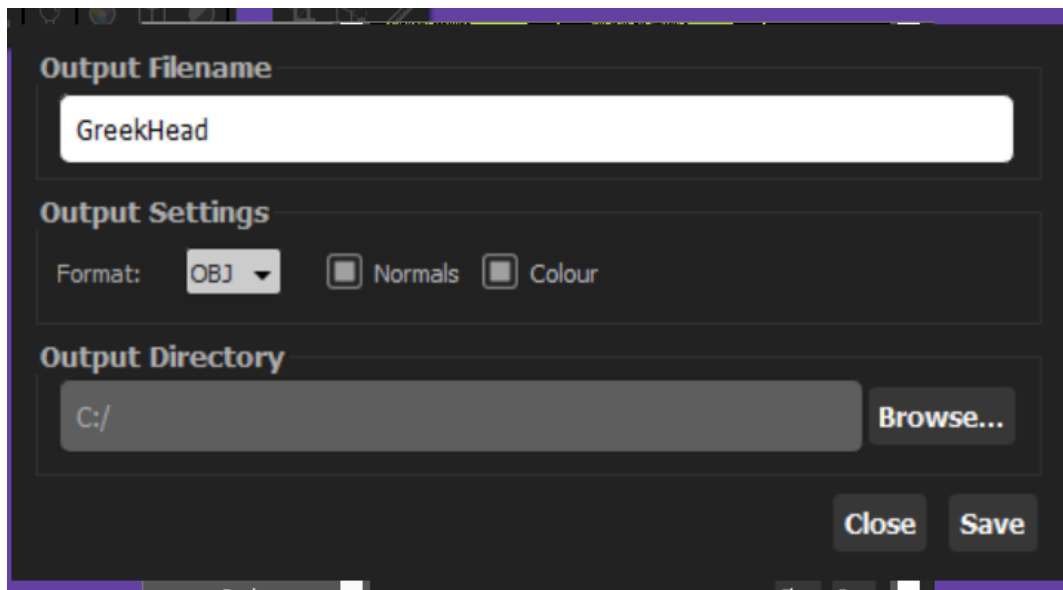 Output Filename
GreekHead
Output Settings
Format: OBJ Normals Colour
Output Directory
C:/ Browse...
Close Save